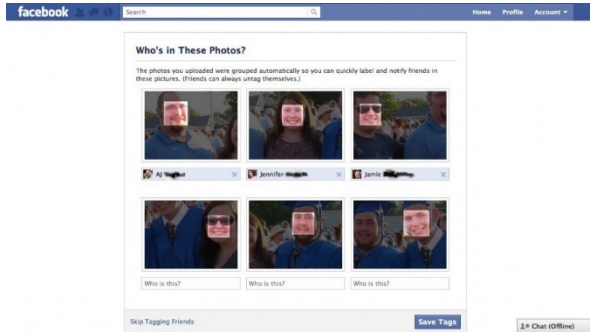 facebook
Search
Home Profile Account
Who's in These Photos?
The photos you uploaded were grouped automatically so you can quickly label and notify friends in
these pictures. (Friends can always untag themselves.)
AJ
Jennifer
Jamie
Who is this? Who is this? Who is this?
Skip Tagging Friends
Save Tags
Chat (Offline)